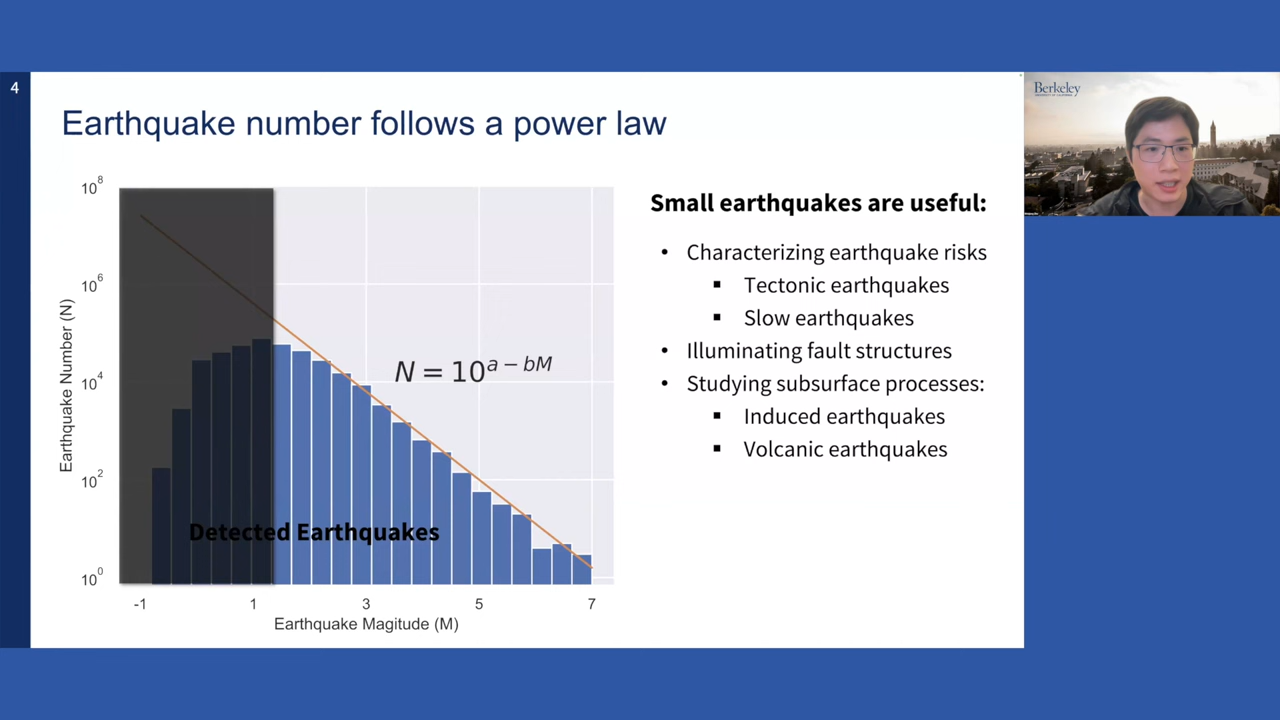 4
Earthquake number follows a power law
Berkeley
10^8
10^6
10^4
10^2
10^0
Earthquake Number (N)
N = 10^{a − bM}
Detected Earthquakes
-1 1 3 5 7
Earthquake Magitude (M)
Small earthquakes are useful:
• Characterizing earthquake risks
▪ Tectonic earthquakes
▪ Slow earthquakes
• Illuminating fault structures
• Studying subsurface processes:
▪ Induced earthquakes
▪ Volcanic earthquakes